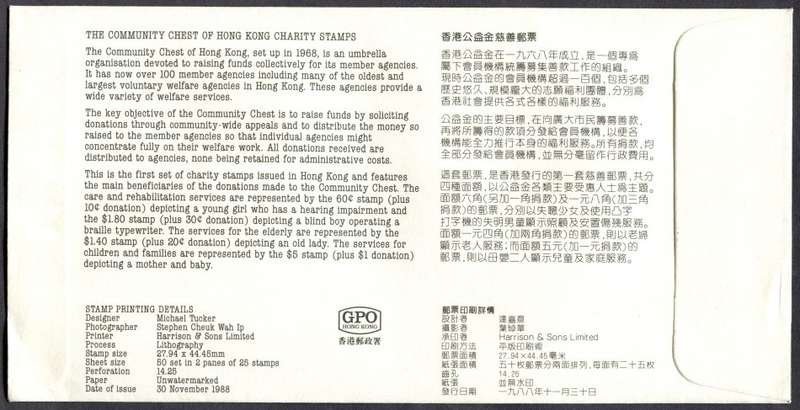 THE COMMUNITY CHEST OF HONG KONG CHARITY STAMPS
The Community Chest of Hong Kong, set up in 1968, is an umbrella
organisation devoted to raising funds collectively for its member agencies.
It has now over 100 member agencies including many of the oldest and
largest voluntary welfare agencies in Hong Kong. These agencies provide a
wide variety of welfare services.
The key objective of the Community Chest is to raise funds by soliciting
donations through community-wide appeals and to distribute the money so
raised to the member agencies so that individual agencies might
concentrate fully on their welfare work. All donations received are
distributed to agencies, none being retained for administrative costs.
This is the first set of charity stamps issued in Hong Kong and features
the main beneficiaries of the donations made to the Community Chest. The
care and rehabilitation services are represented by the 60¢ stamp (plus
10¢ donation) depicting a young girl who has a hearing impairment and
the $1.80 stamp (plus 30¢ donation) depicting a blind boy operating a
braille typewriter. The services for the elderly are represented by the
$1.40 stamp (plus 20¢ donation) depicting an old lady. The services for
children and families are represented by the $5 stamp (plus $1 donation)
depicting a mother and baby.
STAMP PRINTING DETAILS
Designer Michael Tucker
Photographer Stephen Cheuk Wah Ip
Printer Harrison & Sons Limited
Process Lithography
Stamp size 27.94 x 44.45mm
Sheet size 50 set in 2 panes of 25 stamps
Perforation 14.25
Paper Unwatermarked
Date of issue 30 November 1988
GPO
HONG KONG
香港郵政署
香港公益金慈善郵票
香港公益金在一九六八年成立,是一個專為
屬下會員機構統籌募集善款工作的組織。
現時公益金的會員機構超過一百個,包括多個
歷史悠久、規模龐大的志願福利團體,分別為
香港社會提供各式各樣的福利服務。
公益金的主要目標,在向廣大市民籌募善款,
再將所籌得的款項分發給會員機構,以便各
機構能全力推行本身的福利服務。所有捐款,均
全部分發給會員機構,並無分毫留作行政費用。
這套郵票,是香港發行的第一套慈善郵票,共分
四種面額,以公益金各類主要受惠人士為主題。
面額六角(另加一角捐款)及一元八角(加三角
捐款)的郵票,分別以失聰少女及使用凸字
打字機的失明男童顯示照顧及安置傷殘服務。
面額一元四角(加兩角捐款)的郵票,則以老婦
顯示老人服務;而面額五元(加一元捐款)的
郵票,則以母嬰二人顯示兒童及家庭服務。
郵票印刷詳情
設計者 達嘉意
攝影者 葉焯華
承印者 Harrison & Sons Limited
印刷方法 平版印刷術
郵票面積 27.94×44.45毫米
紙張面積 五十枚郵票分兩面排列,每面有二十五枚
齒孔 14.25
紙張 並無水印
發行日期 一九八八年十一月三十日